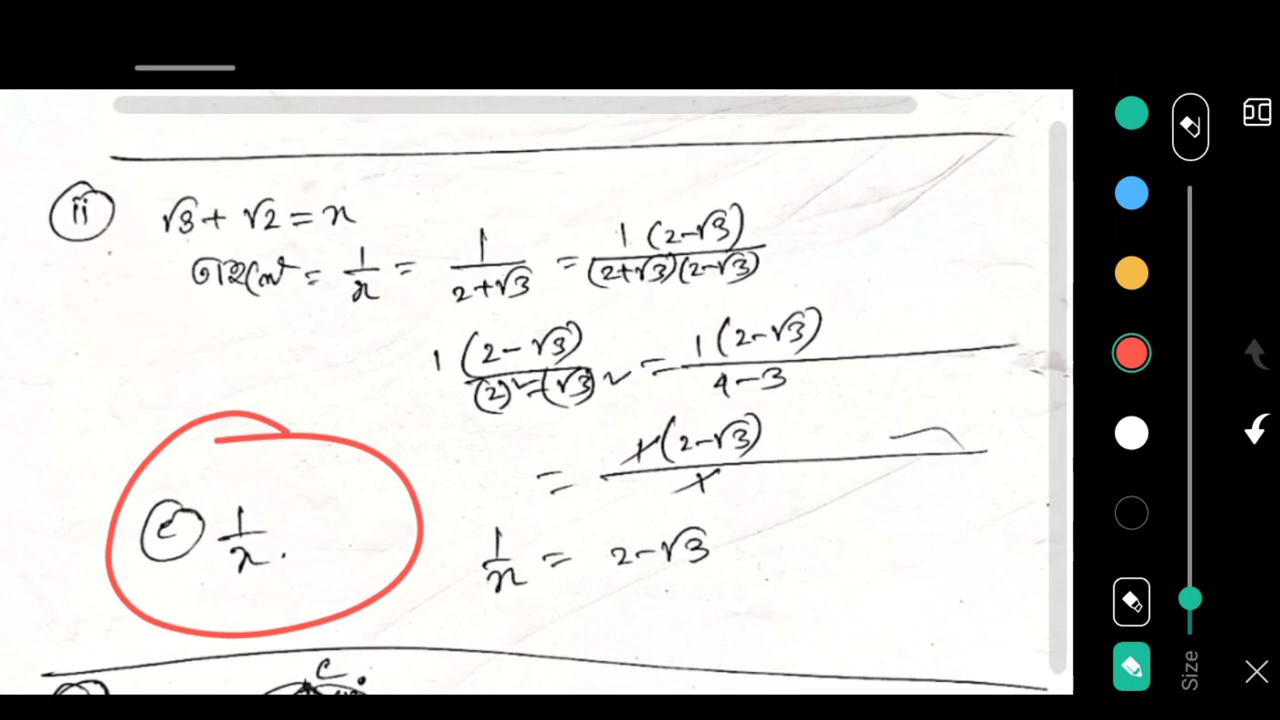 ii
√3 + √2 = x
তাহলে = 1/x = 1/(2+√3) = 1(2-√3)/(2+√3)(2-√3)
1(2-√3)/(2)²-(√3)² = 1(2-√3)/4-3
= 1(2-√3)/1
1/x = 2-√3
1/x.
C
Size